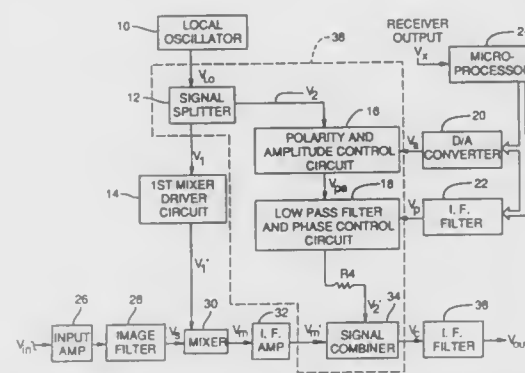 10
LOCAL
OSCILLATOR
38
RECEIVER
OUTPUT
Vx
MICRO-
PROCESSOR
VLo
12
SIGNAL
SPLITTER
V2
16
POLARITY AND
AMPLITUDE CONTROL
CIRCUIT
Va
20
D/A
CONVERTER
V1
14
1ST MIXER
DRIVER
CIRCUIT
Vpa
18
LOW PASS FILTER
AND PHASE CONTROL
CIRCUIT
Vp
22
I. F.
FILTER
V1'
R4
V2'
26
INPUT
AMP
28
IMAGE
FILTER
30
MIXER
32
I. F.
AMP
34
SIGNAL
COMBINER
36
I. F.
FILTER
Vin
Vs
Vm
Vm'
Vc